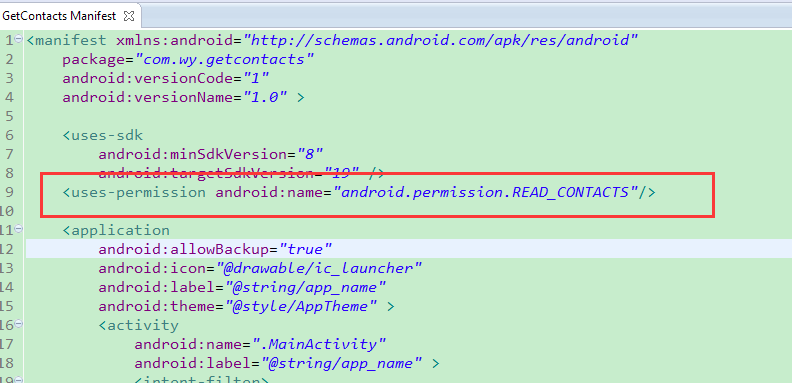 GetContacts Manifest
1 <manifest xmlns:android="http://schemas.android.com/apk/res/android"
2 package="com.wy.getcontacts"
3 android:versionCode="1"
4 android:versionName="1.0" >
5
6 <uses-sdk
7 android:minSdkVersion="8"
8 android:targetSdkVersion="19" />
9 <uses-permission android:name="android.permission.READ_CONTACTS"/>
10
11 <application
12 android:allowBackup="true"
13 android:icon="@drawable/ic_launcher"
14 android:label="@string/app_name"
15 android:theme="@style/AppTheme" >
16 <activity
17 android:name=".MainActivity"
18 android:label="@string/app_name" >
19 <intent-filter>